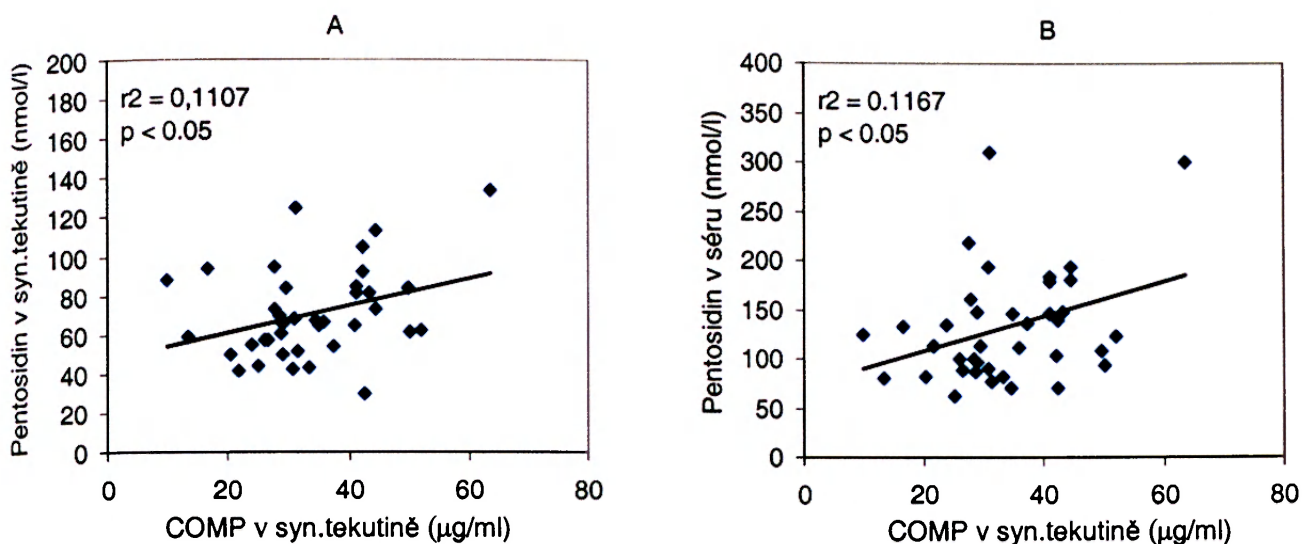 A
Pentosidin v syn.tekutině (nmol/l)
200
180
160
140
120
100
80
60
40
20
0
r2 = 0,1107
p < 0.05
0 20 40 60 80
COMP v syn.tekutině (µg/ml)
B
Pentosidin v séru (nmol/l)
400
350
300
250
200
150
100
50
0
r2 = 0.1167
p < 0.05
0 20 40 60 80
COMP v syn.tekutině (µg/ml)